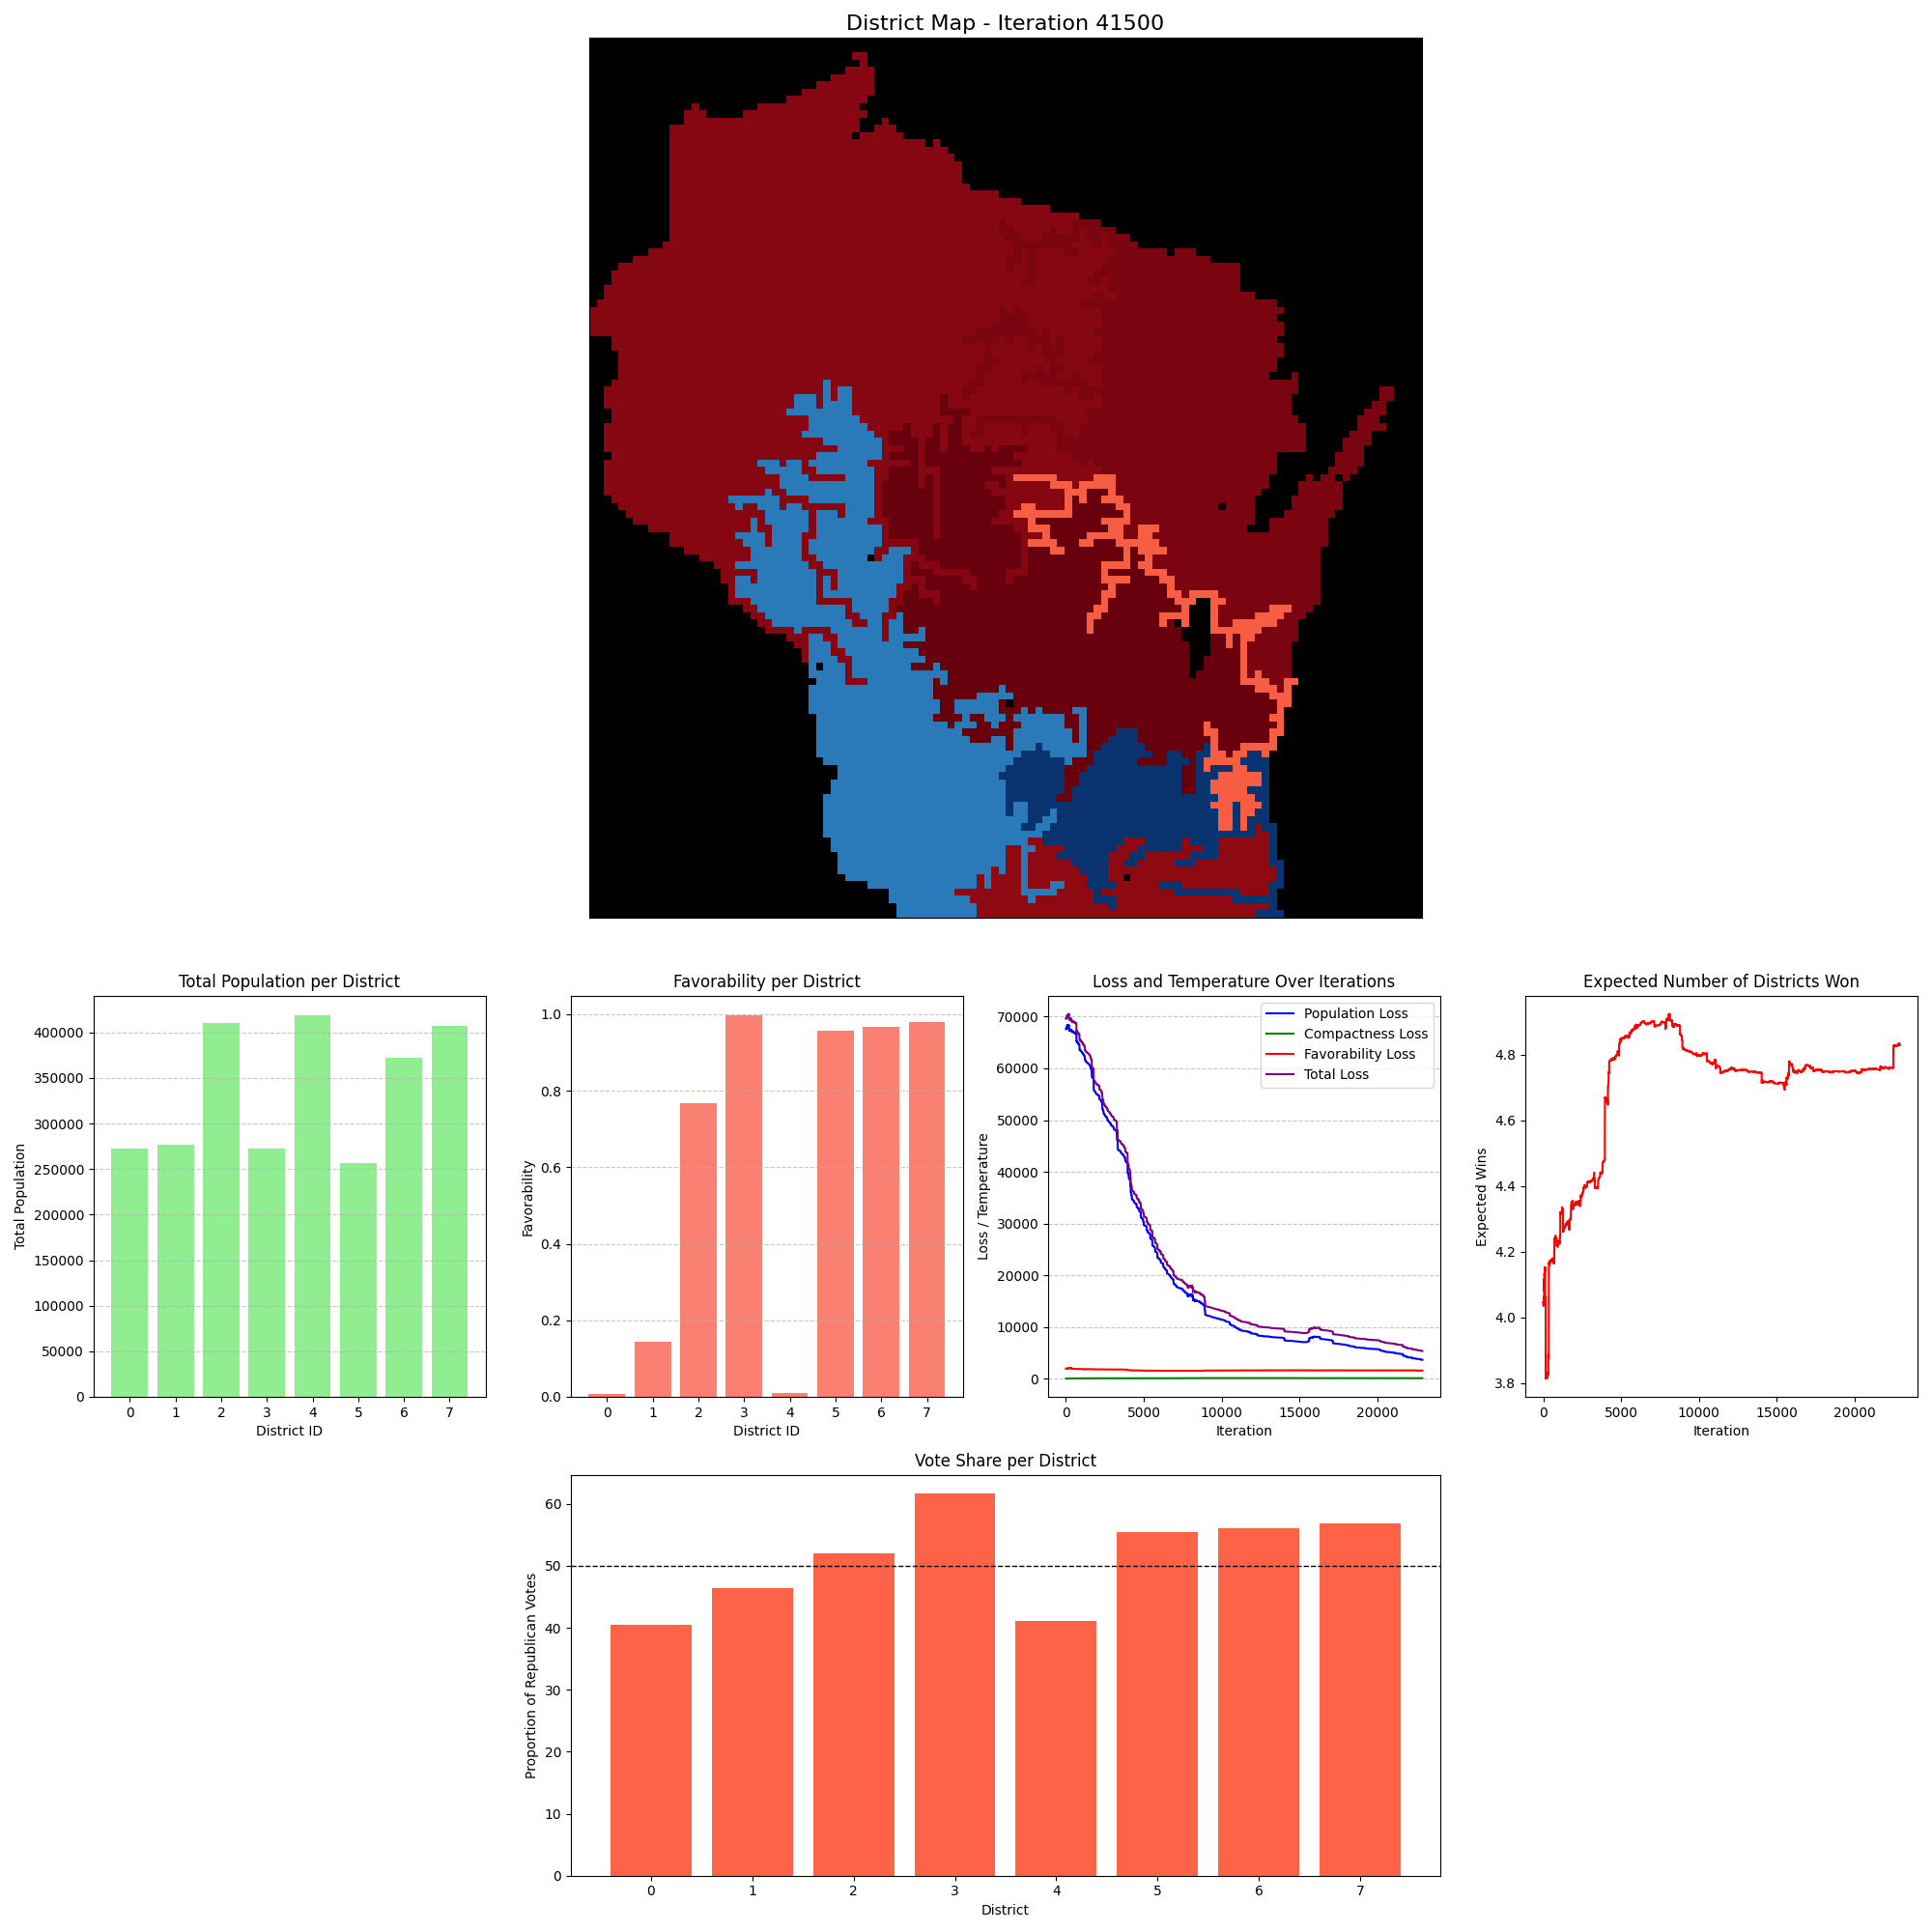 District Map - Iteration 41500
Total Population per District
Total Population
400000
350000
300000
250000
200000
150000
100000
50000
0
0 1 2 3 4 5 6 7
District ID
Favorability per District
Favorability
1.0
0.8
0.6
0.4
0.2
0.0
0 1 2 3 4 5 6 7
District ID
Loss and Temperature Over Iterations
Loss / Temperature
70000
60000
50000
40000
30000
20000
10000
0
Population Loss
Compactness Loss
Favorability Loss
Total Loss
0 5000 10000 15000 20000
Iteration
Expected Number of Districts Won
Expected Wins
4.8
4.6
4.4
4.2
4.0
3.8
0 5000 10000 15000 20000
Iteration
Vote Share per District
Proportion of Republican Votes
60
50
40
30
20
10
0
0 1 2 3 4 5 6 7
District